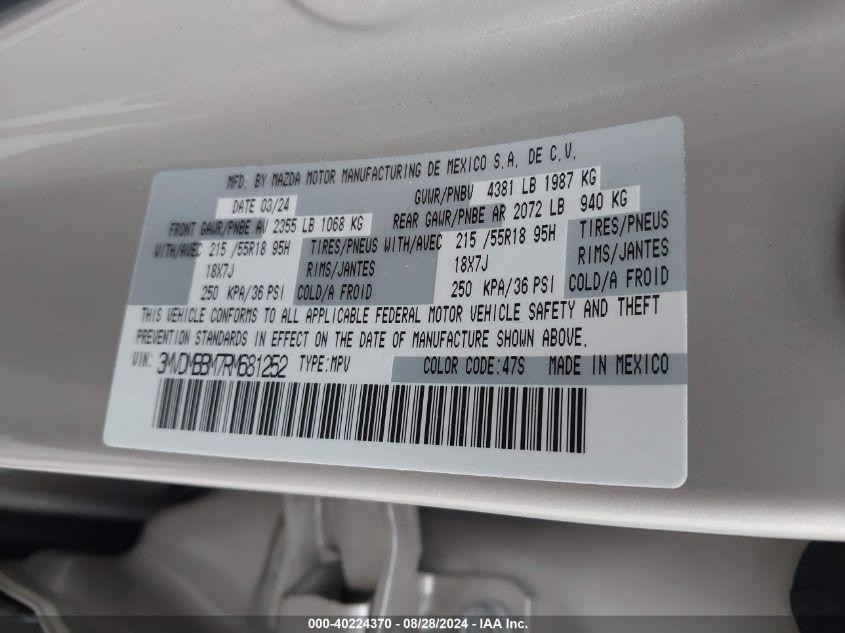 MFD. BY MAZDA MOTOR MANUFACTURING DE MEXICO S.A. DE C.V.
DATE 03/24 GVWR/PNBV 4381 LB 1987 KG
FRONT GAWR/PNBE AV 2355 LB 1068 KG REAR GAWR/PNBE AR 2072 LB 940 KG
WITH/AVEC 215 /55R18 95H TIRES/PNEUS WITH/AVEC 215 /55R18 95H TIRES/PNEUS
18X7J RIMS/JANTES 18X7J RIMS/JANTES
250 KPA/36 PSI COLD/A FROID 250 KPA/36 PSI COLD/A FROID
THIS VEHICLE CONFORMS TO ALL APPLICABLE FEDERAL MOTOR VEHICLE SAFETY AND THEFT
PREVENTION STANDARDS IN EFFECT ON THE DATE OF MANUFACTURE SHOWN ABOVE.
VIN: 3MVDMBBM7RM681252 TYPE:MPV COLOR CODE:47S MADE IN MEXICO
000-40224370 - 08/28/2024 - IAAI.com